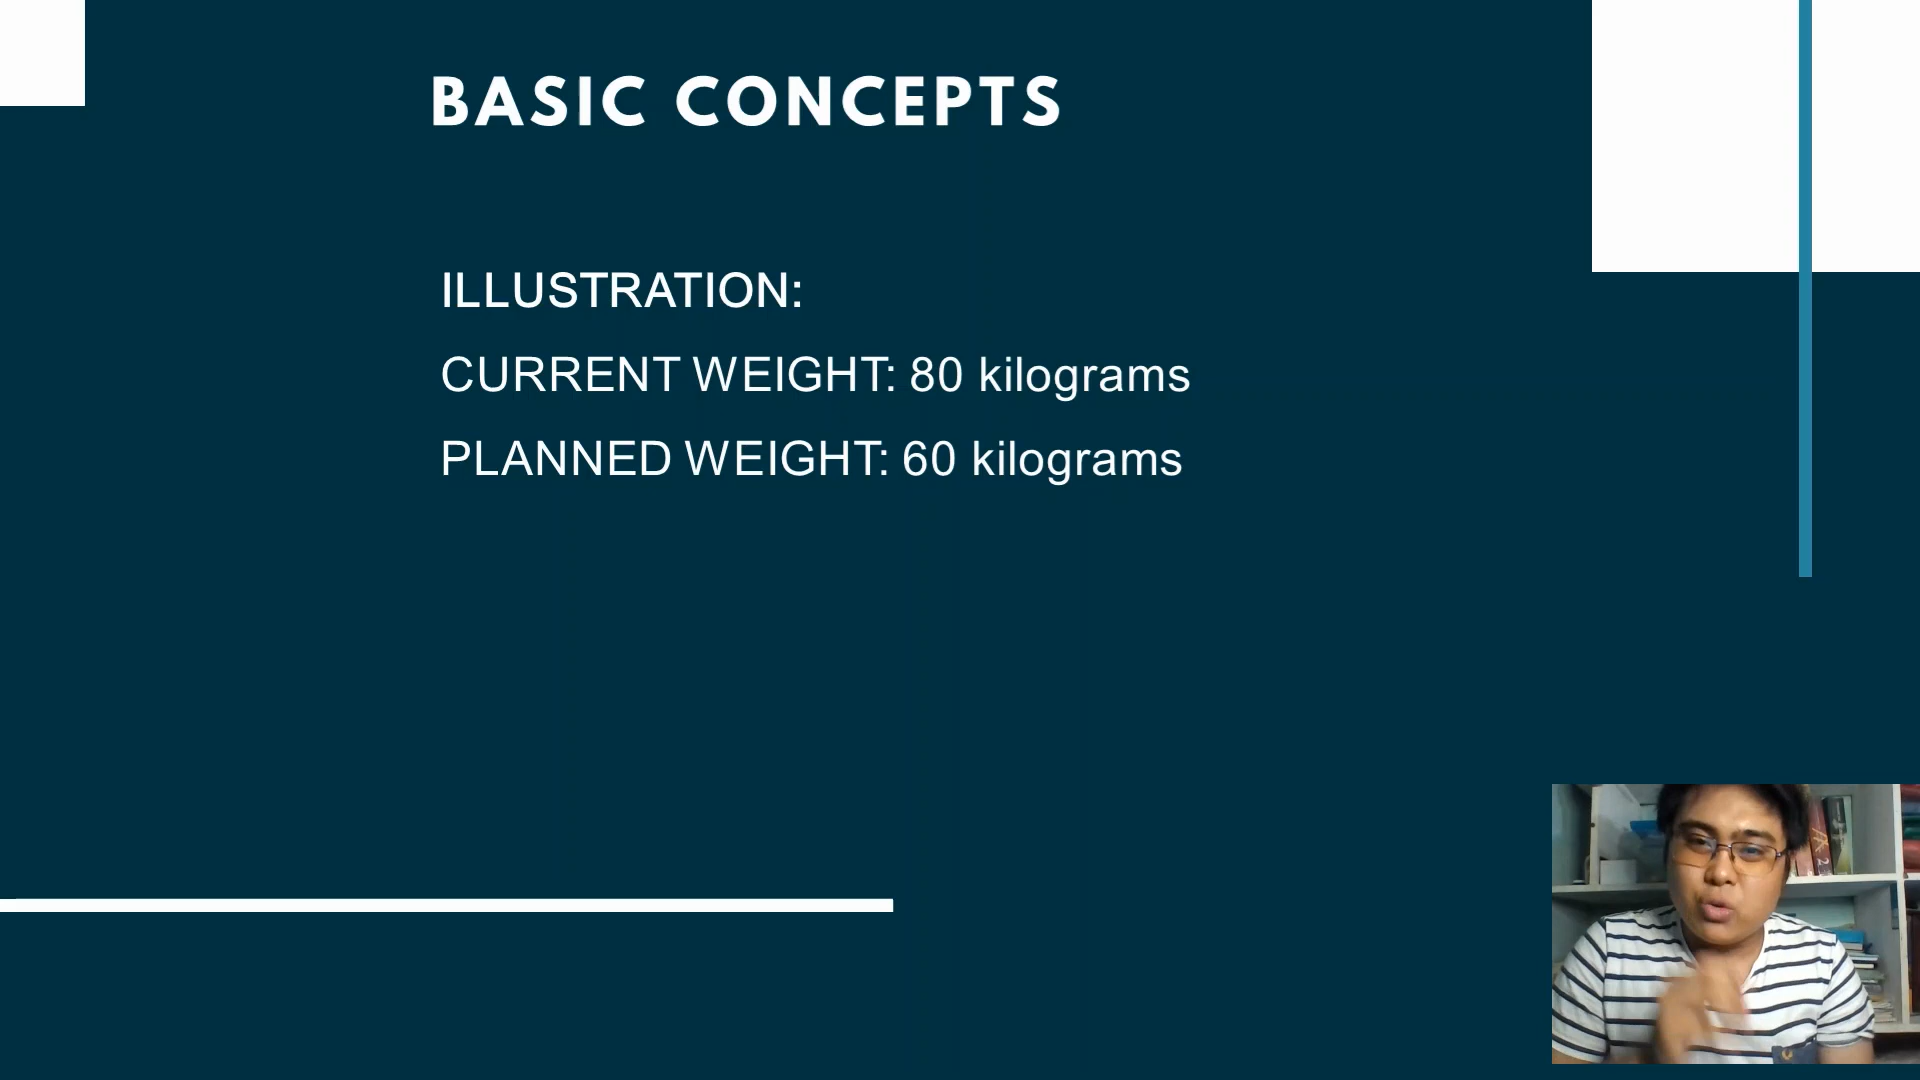 BASIC CONCEPTS
ILLUSTRATION:
CURRENT WEIGHT: 80 kilograms
PLANNED WEIGHT: 60 kilograms